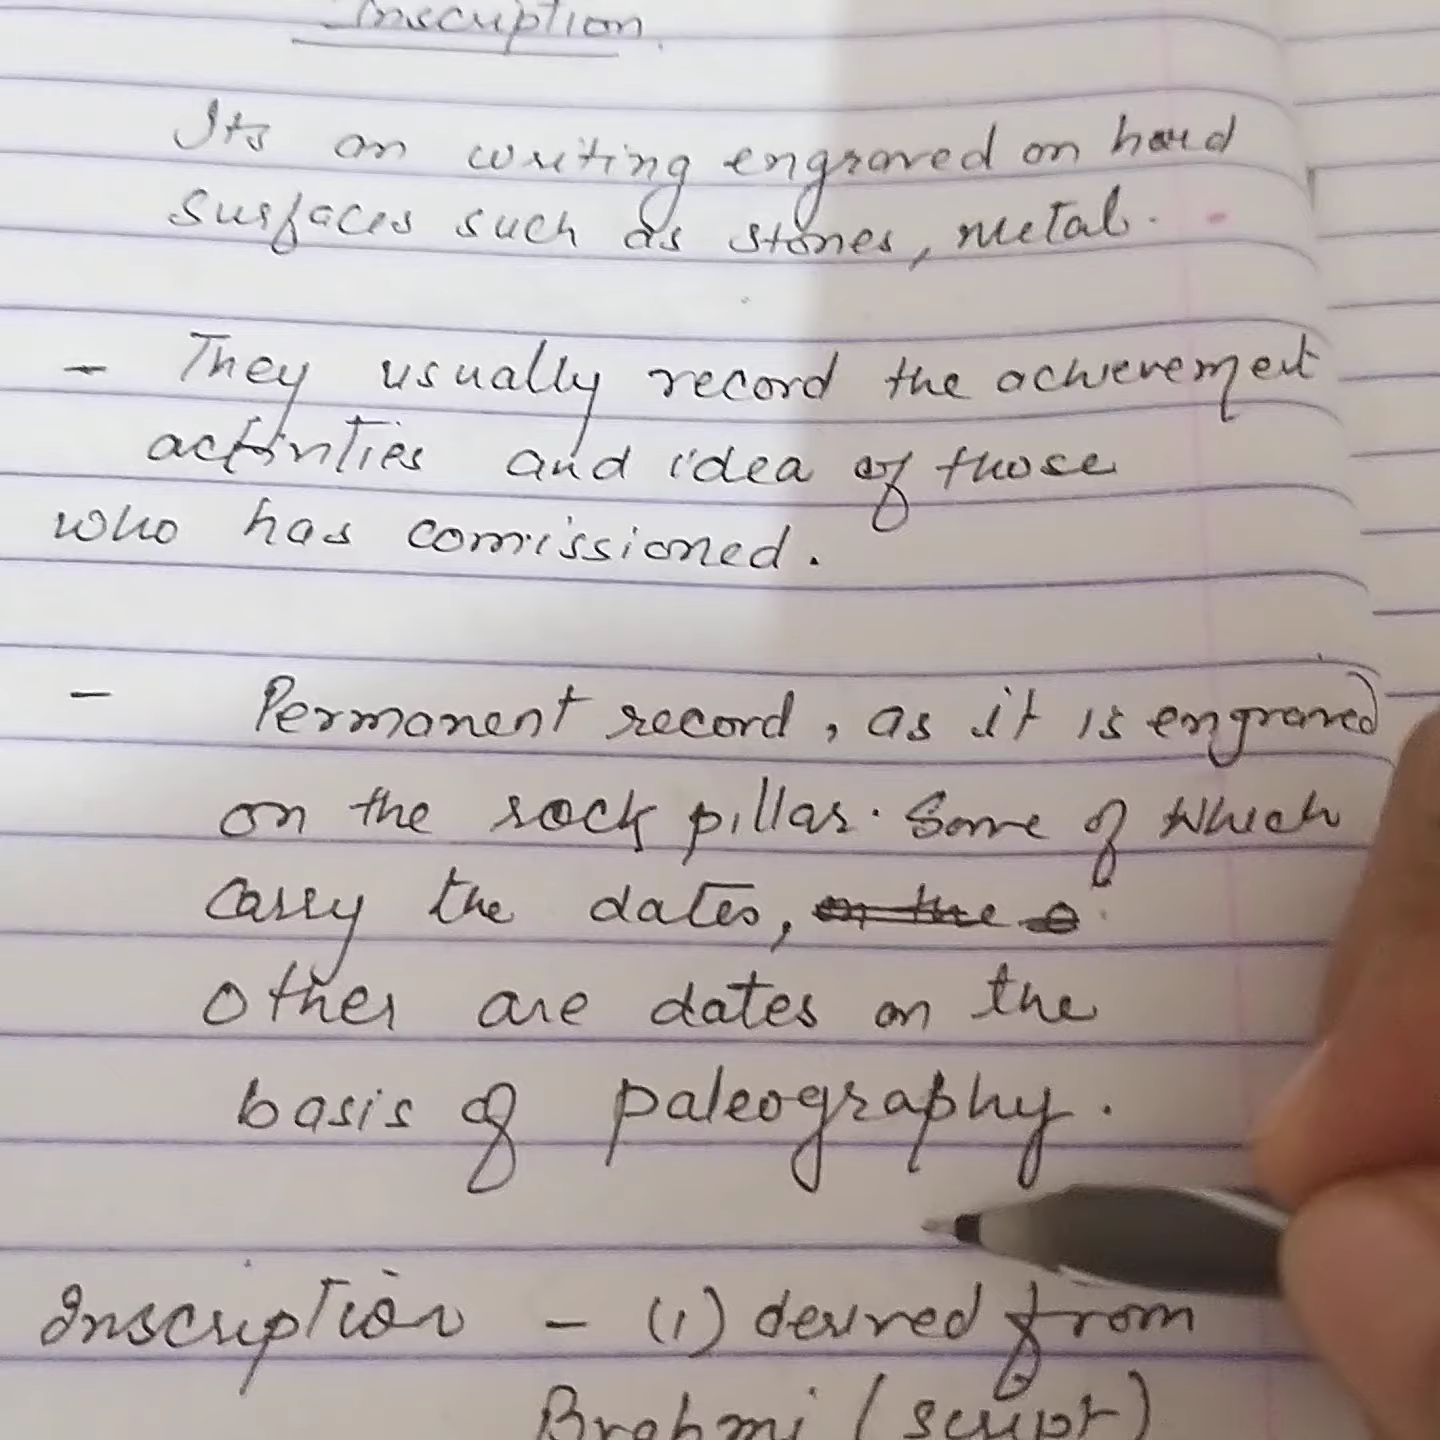 Inscription.
Its an writing engraved on hard
surfaces such as stones, metal.
- They usually record the achievement
activities and idea of those
who has comissioned.
- Permanent record, as it is engraved
on the rock pillar. Some of which
carry the dates,
other are dates on the
basis of paleography.
Inscription - (1) derived from
Brahmi (script)